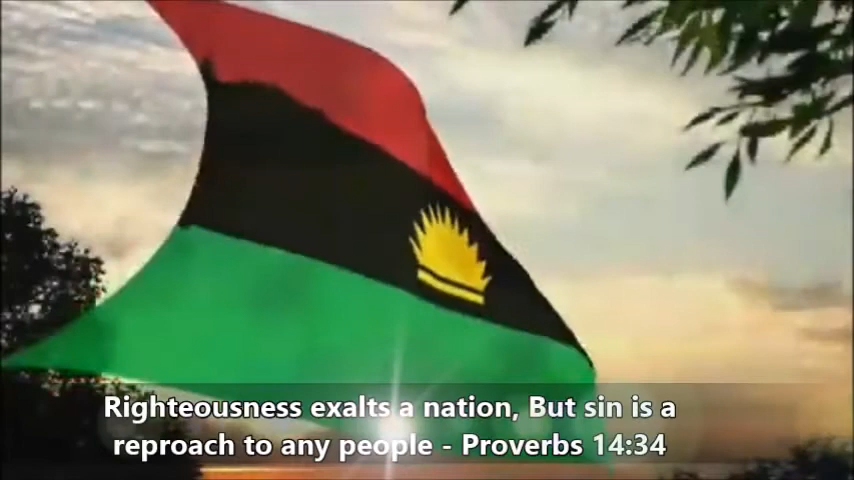 Righteousness exalts a nation, But sin is a
reproach to any people - Proverbs 14:34